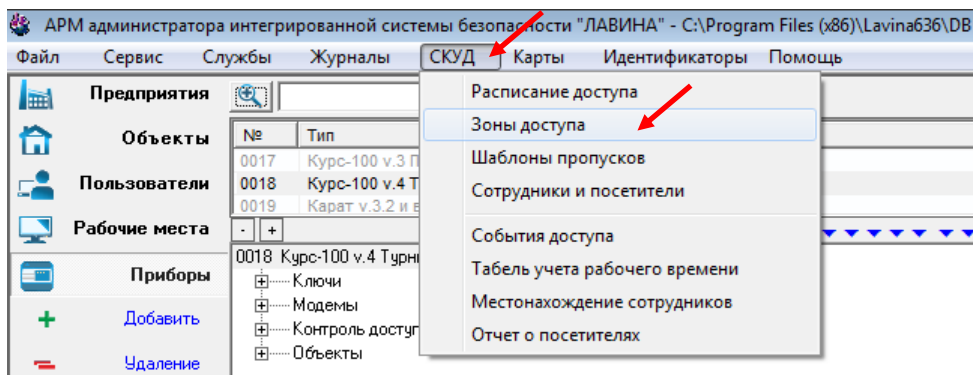 АРМ администратора интегрированной системы безопасности "ЛАВИНА" - C:\Program Files (x86)\Lavina636\DB
Файл Сервис Службы Журналы СКУД Карты Идентификаторы Помощь
Предприятия
Объекты
Пользователи
Рабочие места
Приборы
Добавить
Удаление
№ Тип
0017 Курс-100 v.3 П
0018 Курс-100 v.4 Т
0019 Карат v.3.2 и в
- +
0018 Курс-100 v.4 Турн
Ключи
Модемы
Контроль доступ
Объекты
Расписание доступа
Зоны доступа
Шаблоны пропусков
Сотрудники и посетители
События доступа
Табель учета рабочего времени
Местонахождение сотрудников
Отчет о посетителях